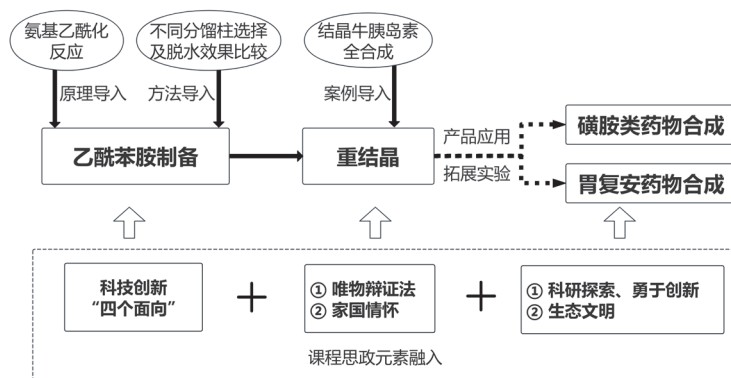 氨基乙酰化
反应
不同分馏柱选择
及脱水效果比较
结晶牛胰岛素
全合成
原理导入
方法导入
案例导入
乙酰苯胺制备
重结晶
产品应用
拓展实验
磺胺类药物合成
胃复安药物合成
科技创新
“四个面向”
+
① 唯物辩证法
② 家国情怀
+
① 科研探索、勇于创新
② 生态文明
课程思政元素融入